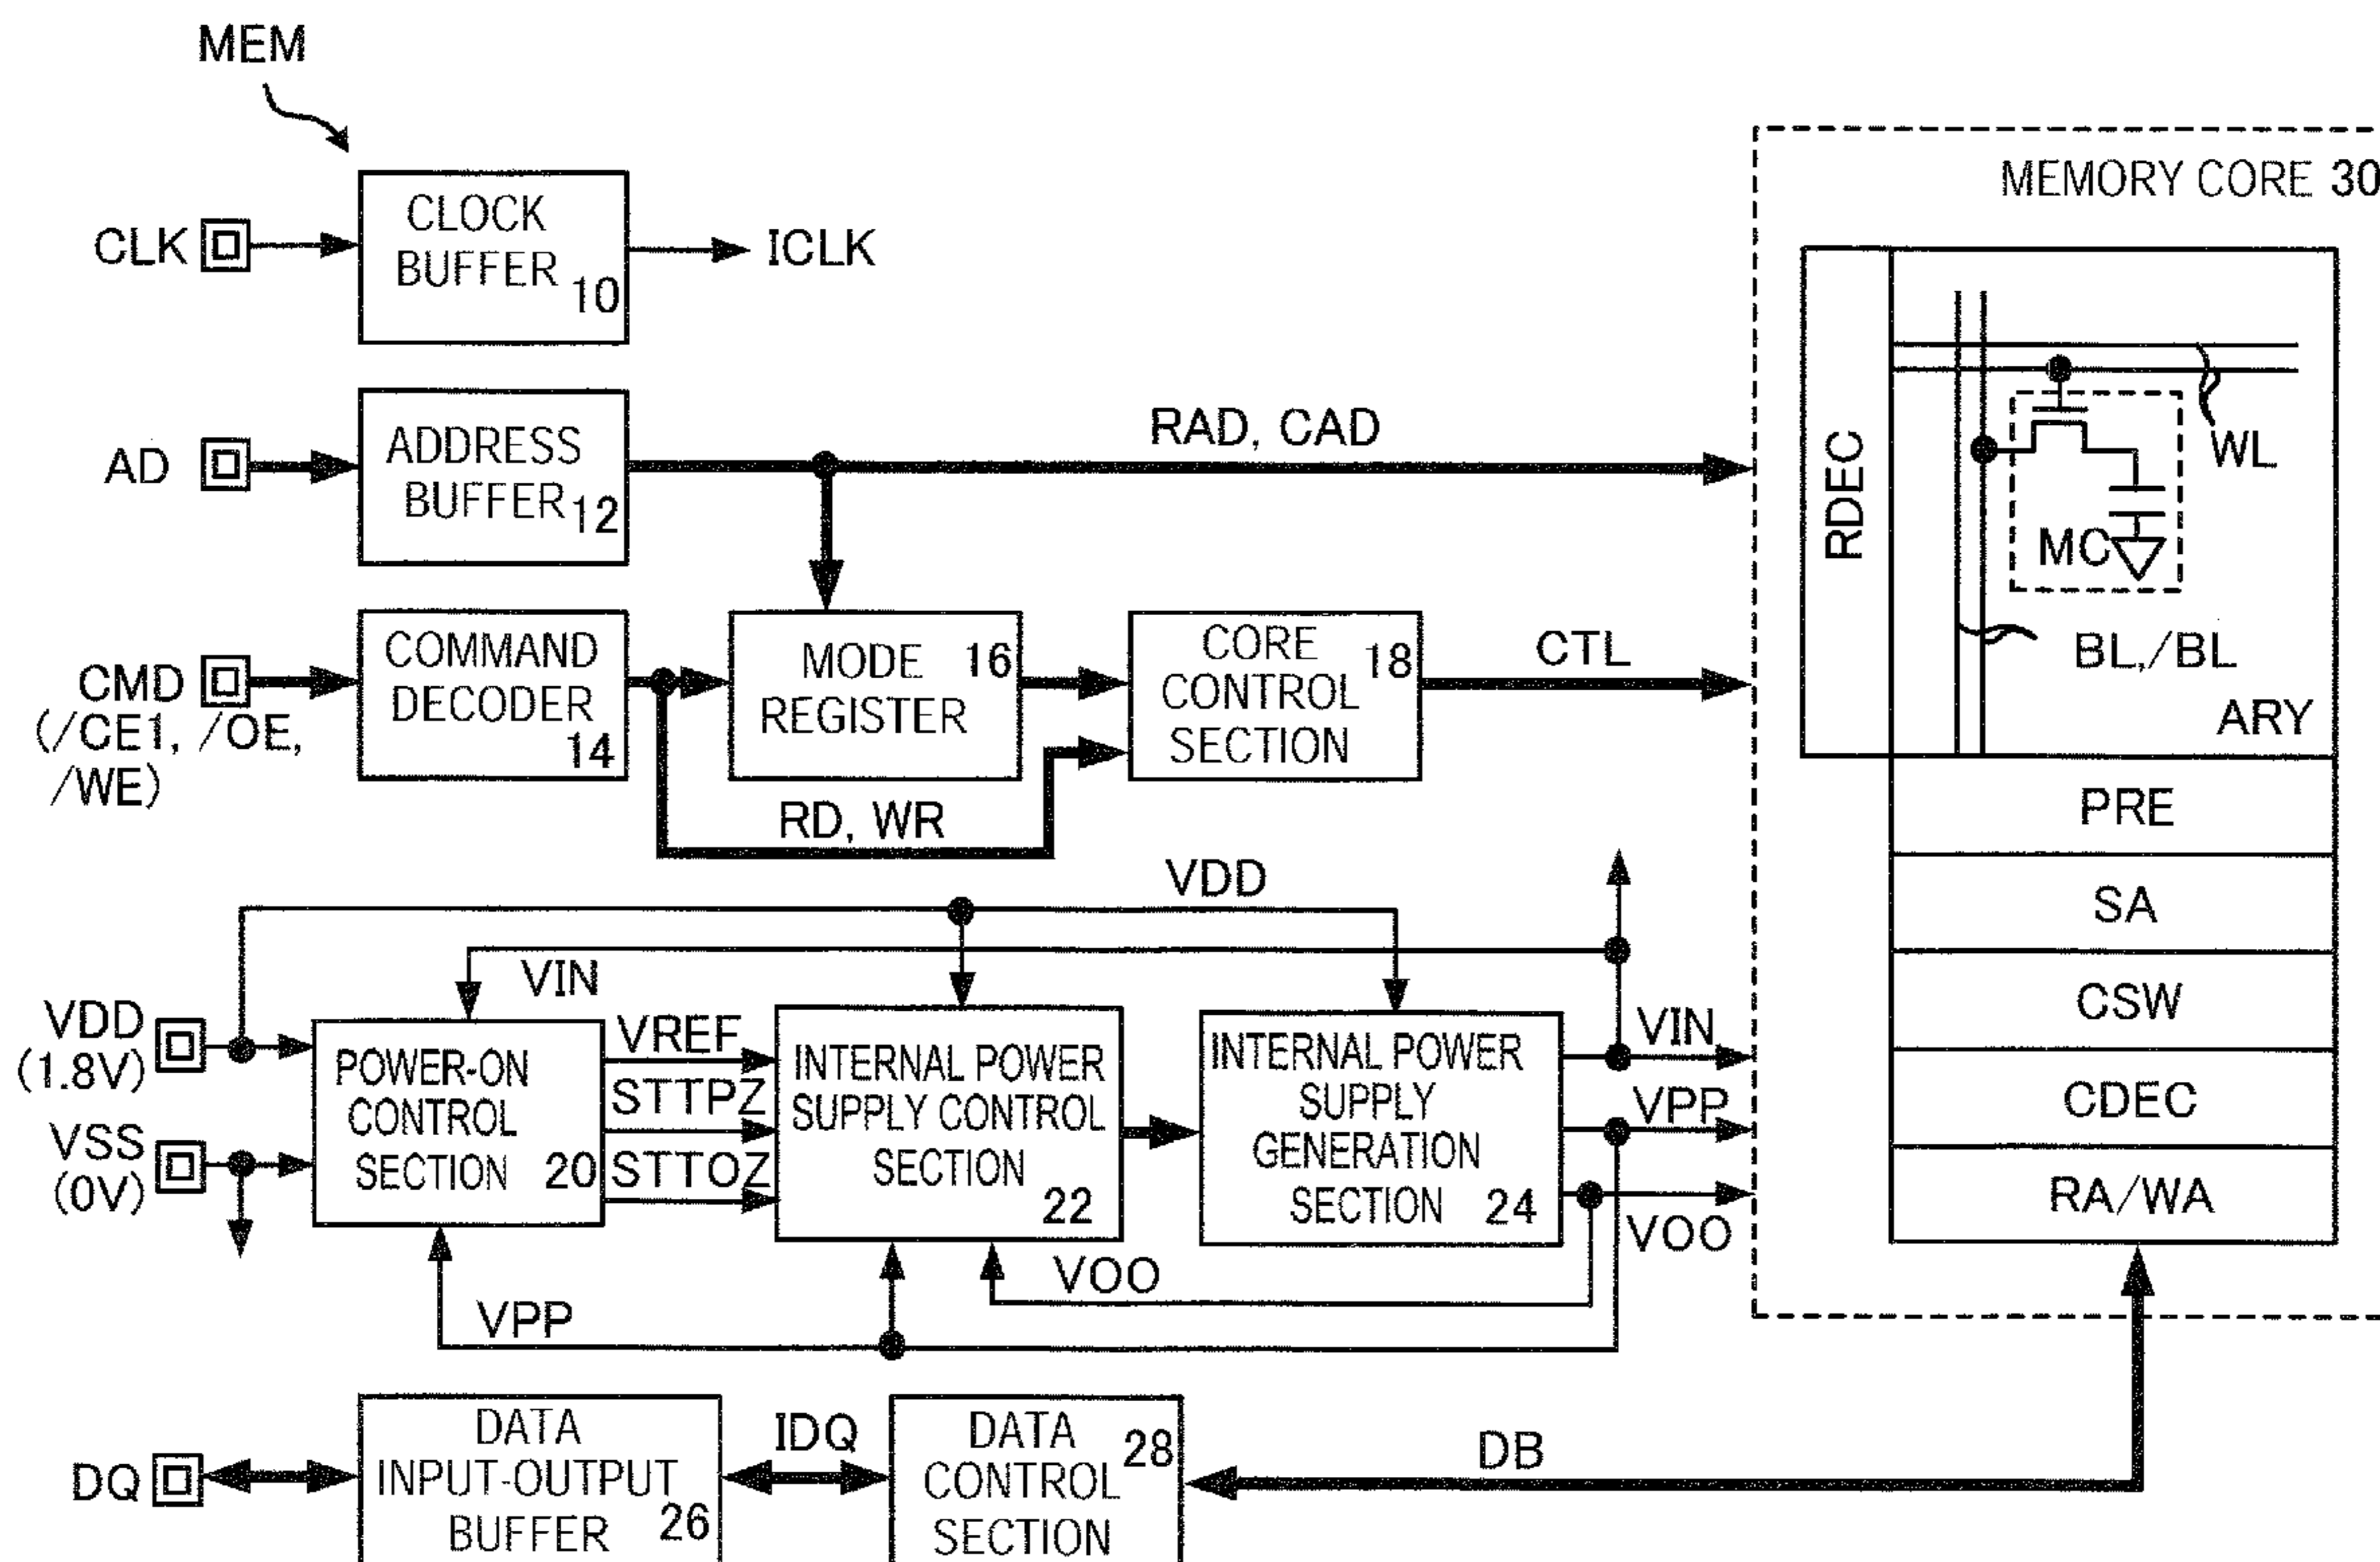 MEM
MEMORY CORE 30
CLK
CLOCK
BUFFER
10
ICLK
AD
ADDRESS
BUFFER
12
RAD, CAD
RDEC
WL
MC
BL,/BL
ARY
CMD
(/CE1, /OE,
/WE)
COMMAND
DECODER
14
MODE
REGISTER
16
CORE
CONTROL
SECTION
18
CTL
RD, WR
PRE
SA
CSW
CDEC
RA/WA
VDD
VIN
VDD
(1.8V)
VSS
(0V)
POWER-ON
CONTROL
SECTION
20
VREF
STTPZ
STTOZ
INTERNAL POWER
SUPPLY CONTROL
SECTION
22
INTERNAL POWER
SUPPLY
GENERATION
SECTION
24
VIN
VPP
VOO
VOO
VPP
DQ
DATA
INPUT-OUTPUT
BUFFER
26
IDQ
DATA
CONTROL
SECTION
28
DB